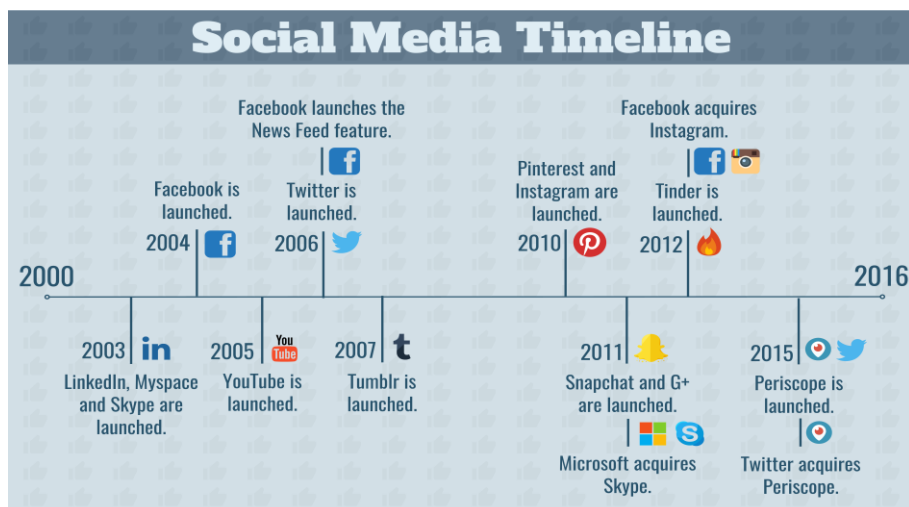 Social Media Timeline
Facebook launches the
News Feed feature.
Facebook acquires
Instagram.
Facebook is
launched.
2004
Twitter is
launched.
2006
Pinterest and
Instagram are
launched.
2010
Tinder is
launched.
2012
2000
2016
2003
in
LinkedIn, Myspace
and Skype are
launched.
2005
You
Tube
YouTube is
launched.
2007
Tumblr is
launched.
2011
Snapchat and G+
are launched.
Microsoft acquires
Skype.
2015
Periscope is
launched.
Twitter acquires
Periscope.